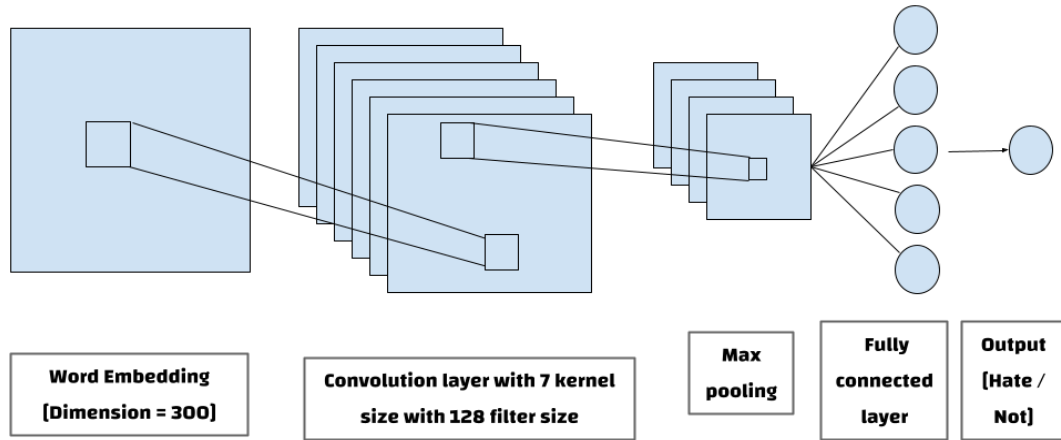 Word Embedding
[Dimension = 300]
Convolution layer with 7 kernel
size with 128 filter size
Max
pooling
Fully
connected
layer
Output
[Hate /
Not]